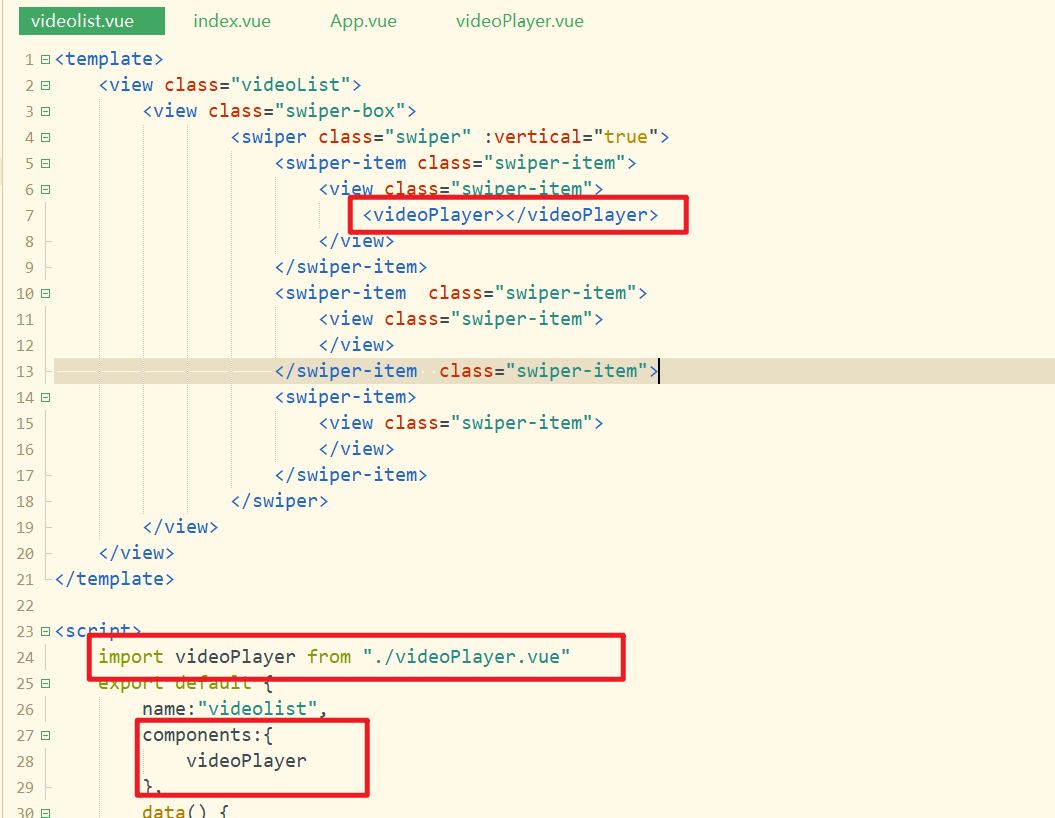 videolist.vue index.vue App.vue videoPlayer.vue
1 <template>
2 <view class="videoList">
3 <view class="swiper-box">
4 <swiper class="swiper" :vertical="true">
5 <swiper-item class="swiper-item">
6 <view class="swiper-item">
7 <videoPlayer></videoPlayer>
8 </view>
9 </swiper-item>
10 <swiper-item  class="swiper-item">
11 <view class="swiper-item">
12 </view>
13 </swiper-item  class="swiper-item">
14 <swiper-item>
15 <view class="swiper-item">
16 </view>
17 </swiper-item>
18 </swiper>
19 </view>
20 </view>
21 </template>
22
23 <script>
24 import videoPlayer from "./videoPlayer.vue"
25 export default {
26 name:"videolist",
27 components:{
28 videoPlayer
29 },
30 data() {